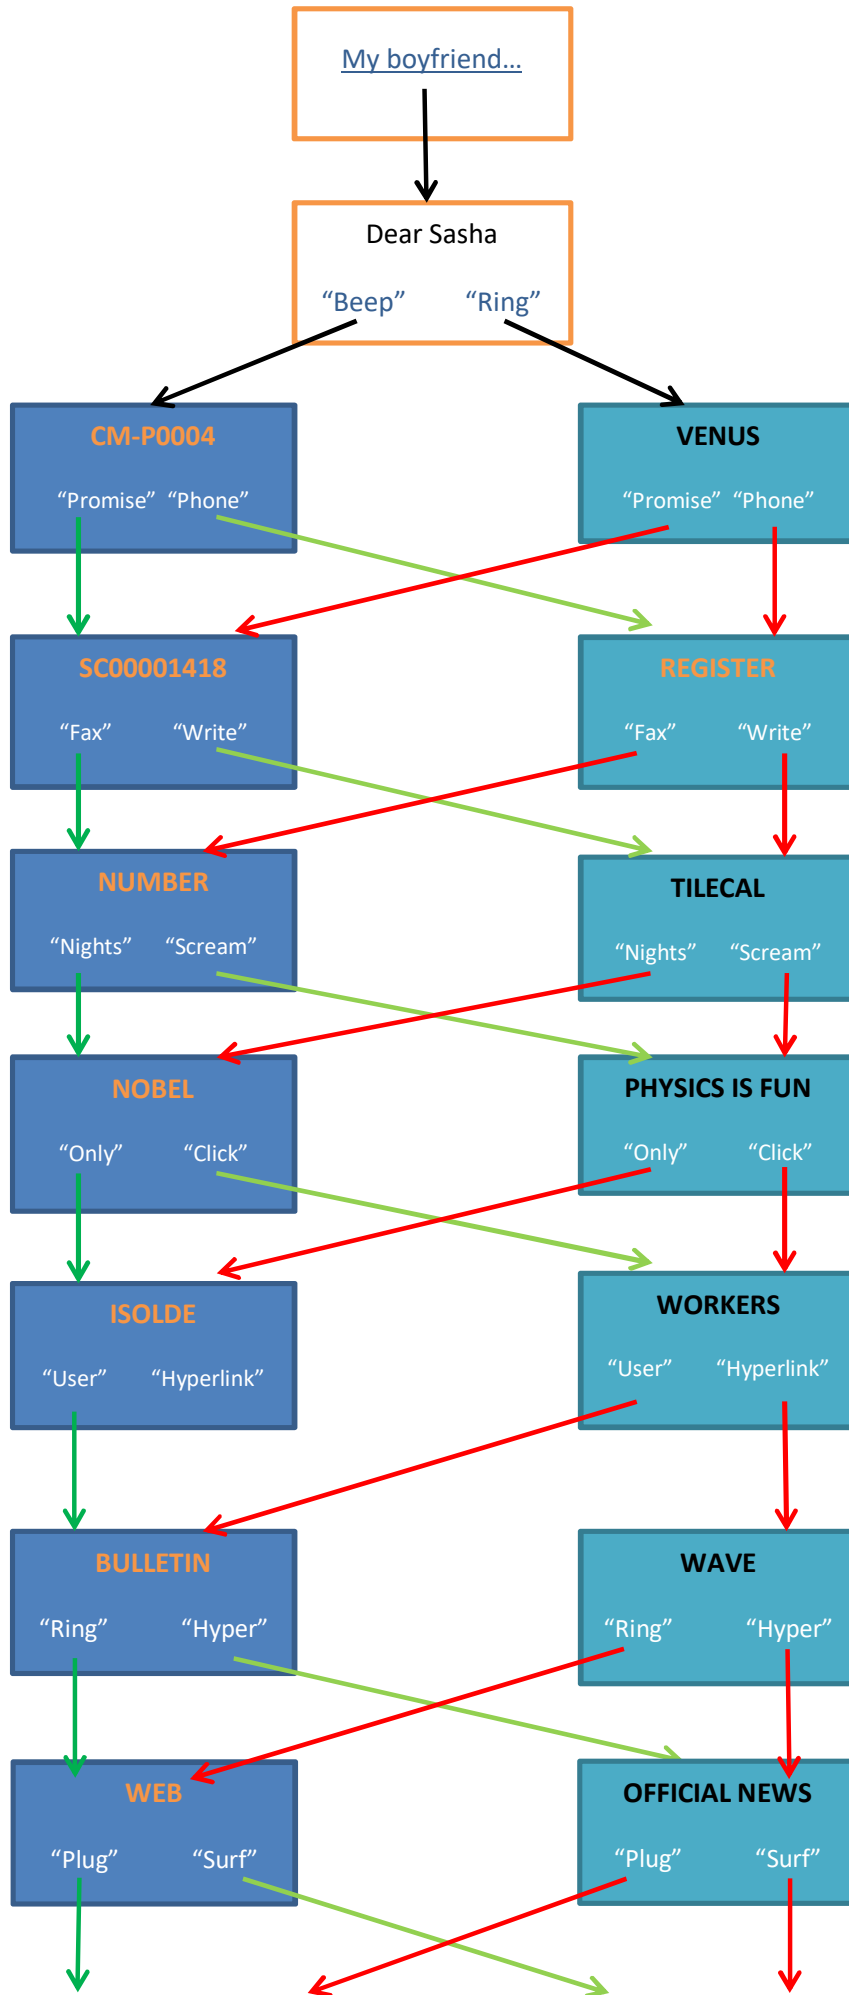 My boyfriend…
Dear Sasha
“Beep” “Ring”
CM-P0004
“Promise” “Phone”
VENUS
“Promise” “Phone”
SC00001418
“Fax” “Write”
REGISTER
“Fax” “Write”
NUMBER
“Nights” “Scream”
TILECAL
“Nights” “Scream”
NOBEL
“Only” “Click”
PHYSICS IS FUN
“Only” “Click”
ISOLDE
“User” “Hyperlink”
WORKERS
“User” “Hyperlink”
BULLETIN
“Ring” “Hyper”
WAVE
“Ring” “Hyper”
WEB
“Plug” “Surf”
OFFICIAL NEWS
“Plug” “Surf”